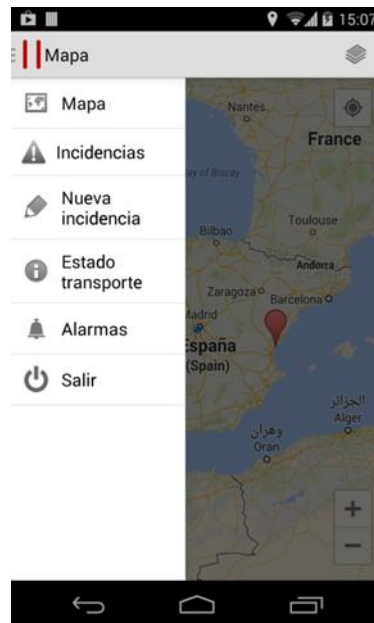 15:07
Mapa
Mapa
Incidencias
Nueva
incidencia
Estado
transporte
Alarmas
Salir
Nantes
France
ay of Biscay
Bilbao
Toulouse
Andorra
Zaragoza
Barcelona
Madrid
España
(Spain)
الجزائر
Alger
وهران
Oran
+
−